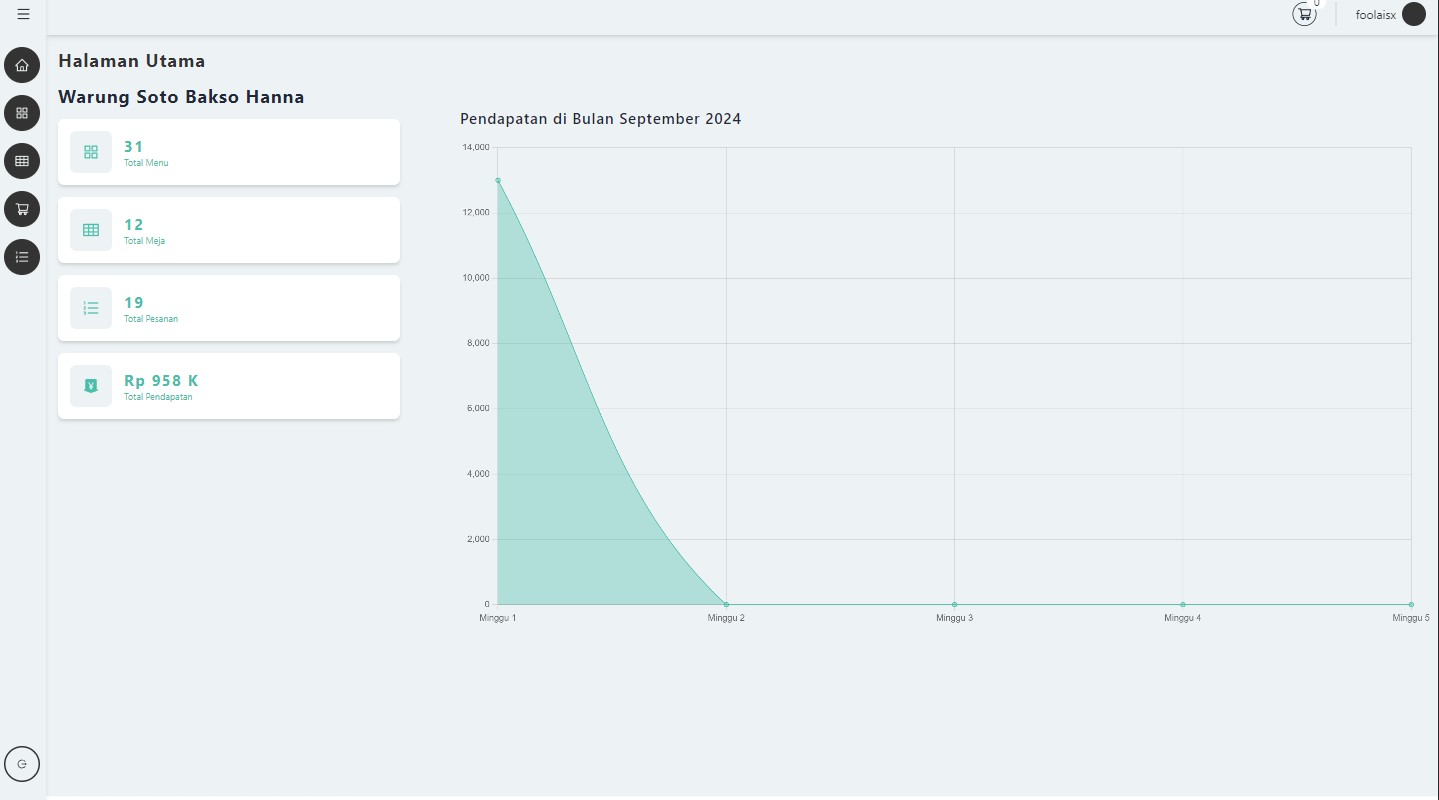 0
foolaisx
Halaman Utama
Warung Soto Bakso Hanna
31
Total Menu
12
Total Meja
19
Total Pesanan
¥
Rp 958 K
Total Pendapatan
Pendapatan di Bulan September 2024
14,000
12,000
10,000
8,000
6,000
4,000
2,000
0
Minggu 1 Minggu 2 Minggu 3 Minggu 4 Minggu 5